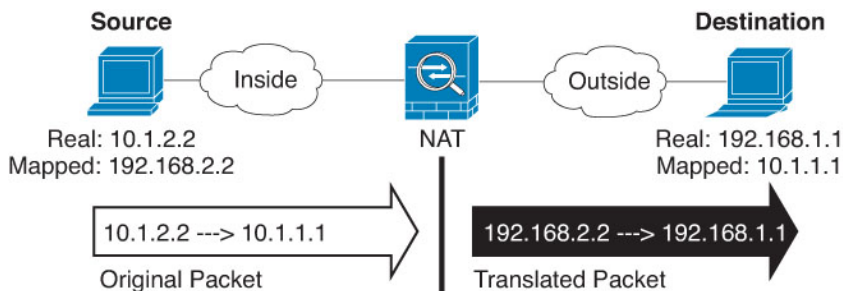 Source
Destination
Inside
Outside
NAT
Real: 10.1.2.2
Mapped: 192.168.2.2
Real: 192.168.1.1
Mapped: 10.1.1.1
10.1.2.2 ---> 10.1.1.1
192.168.2.2 ---> 192.168.1.1
Original Packet
Translated Packet